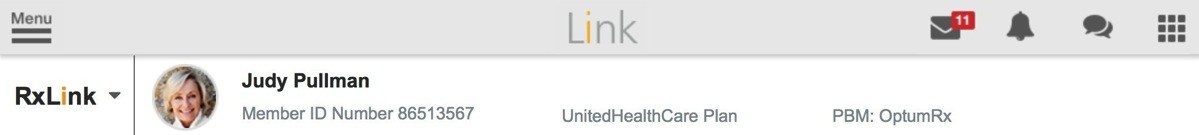 Menu
Link
11
RxLink
Judy Pullman
Member ID Number 86513567
UnitedHealthCare Plan
PBM: OptumRx